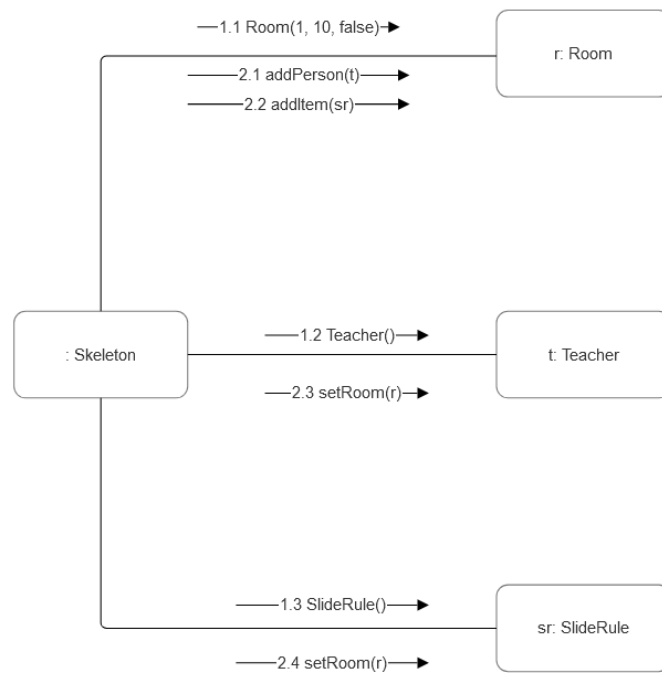 1.1 Room(1, 10, false)
r: Room
2.1 addPerson(t)
2.2 addItem(sr)
1.2 Teacher()
: Skeleton
t: Teacher
2.3 setRoom(r)
1.3 SlideRule()
sr: SlideRule
2.4 setRoom(r)